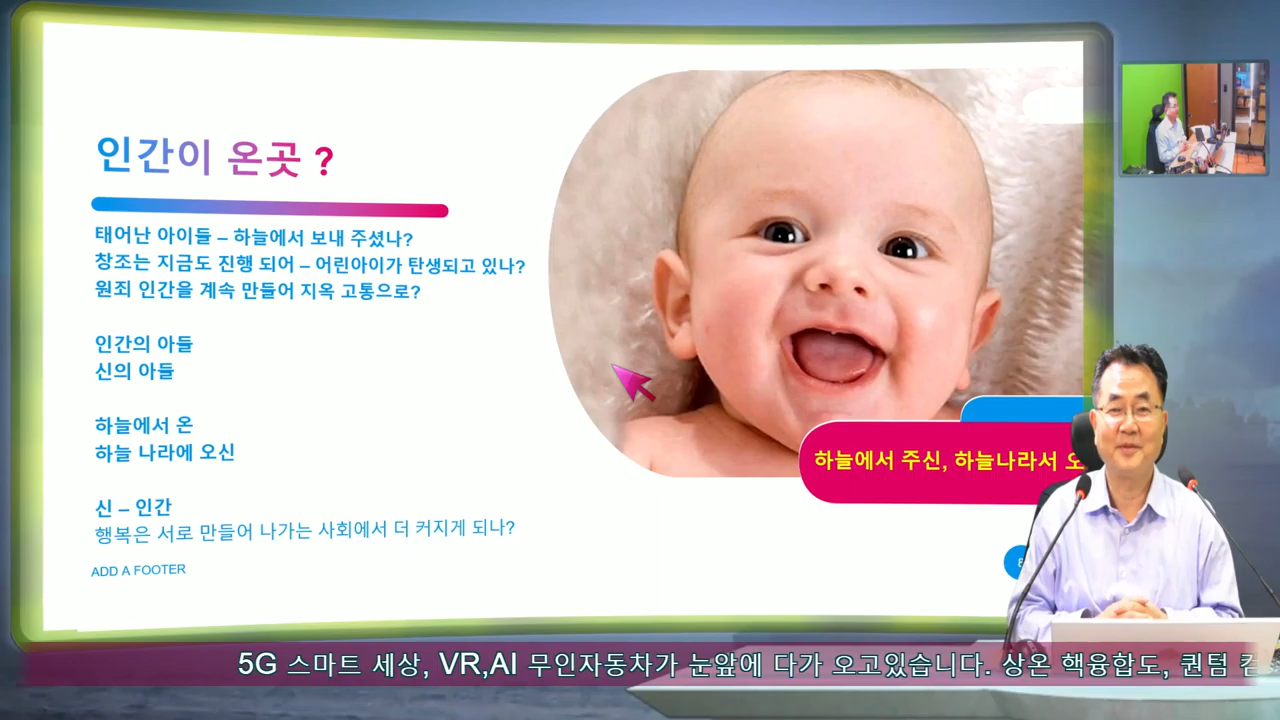 인간이 온곳 ?
태어난 아이들 – 하늘에서 보내 주셨나?
창조는 지금도 진행 되어 – 어린아이가 탄생되고 있나?
원죄 인간을 계속 만들어 지옥 고통으로?
인간의 아들
신의 아들
하늘에서 온
하늘 나라에 오신
신 – 인간
행복은 서로 만들어 나가는 사회에서 더 커지게 되나?
ADD A FOOTER
하늘에서 주신, 하늘나라서
5G 스마트 세상, VR,AI 무인자동차가 눈앞에 다가 오고있습니다. 상온 핵융합도, 퀀텀